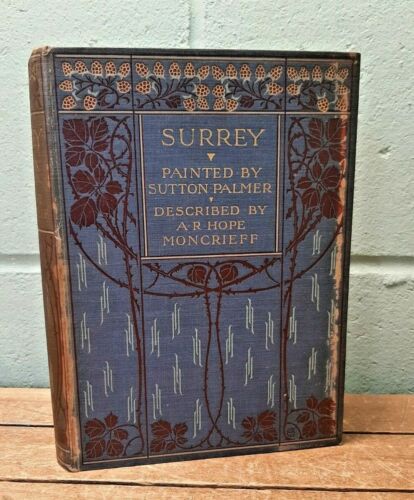 SURREY
PAINTED BY
SUTTON PALMER
DESCRIBED BY
A·R·HOPE
MONCRIEFF